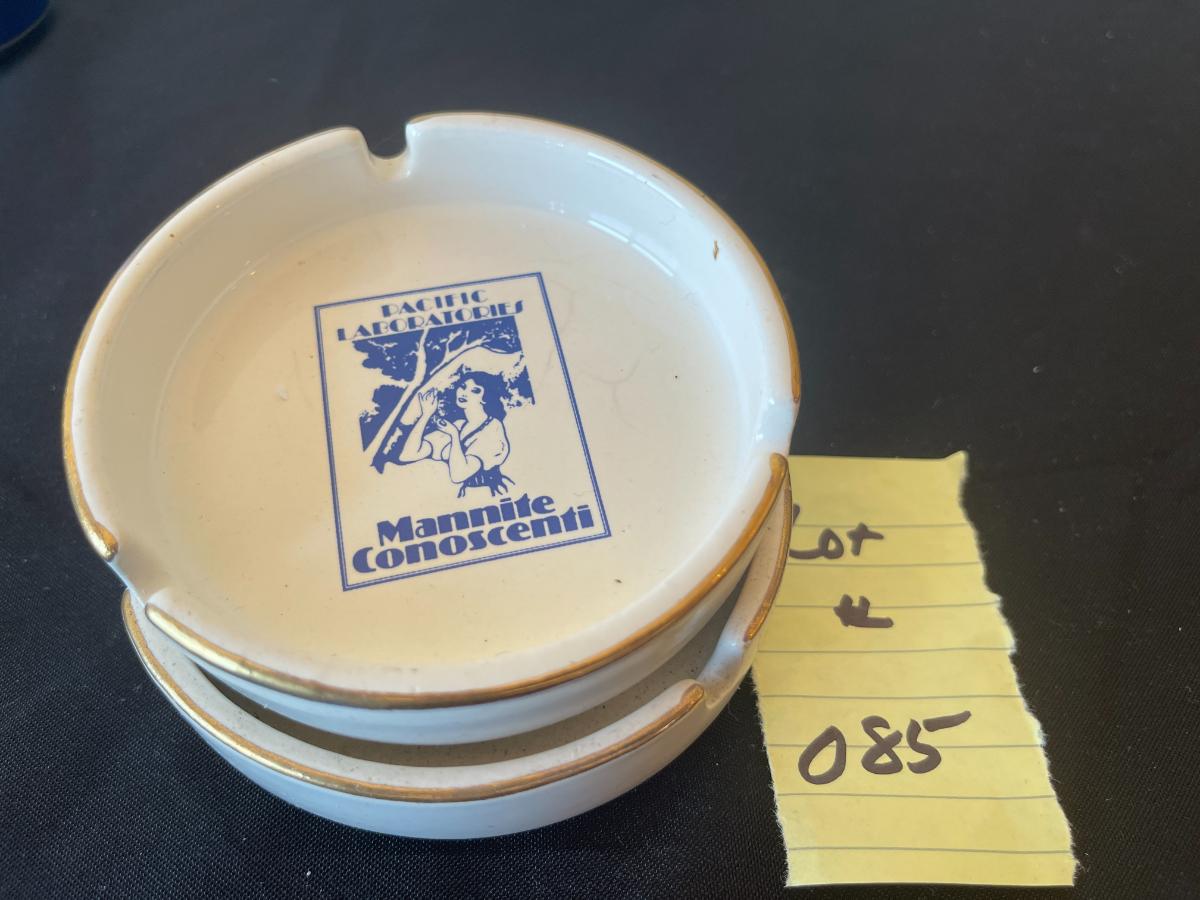 PACIFIC
LABORATORIES
Mannite
Conoscenti
Lot
#
085